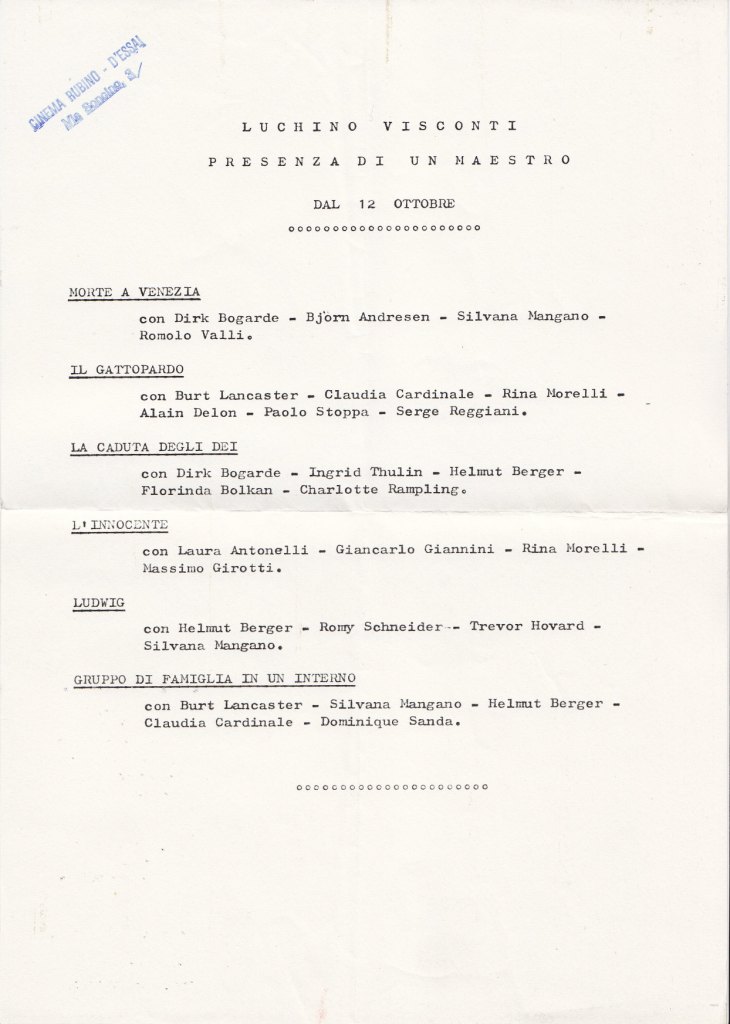 CINEMA RUBINO - D'ESSAI
Via Soncino, 3/
LUCHINO VISCONTI
PRESENZA DI UN MAESTRO
DAL 12 OTTOBRE
°°°°°°°°°°°°°°°°°°°°°°
MORTE A VENEZIA
con Dirk Bogarde - Bjorn Andresen - Silvana Mangano -
Romolo Valli.
IL GATTOPARDO
con Burt Lancaster - Claudia Cardinale - Rina Morelli -
Alain Delon - Paolo Stoppa - Serge Reggiani.
LA CADUTA DEGLI DEI
con Dirk Bogarde - Ingrid Thulin - Helmut Berger -
Florinda Bolkan - Charlotte Rampling.
L'INNOCENTE
con Laura Antonelli - Giancarlo Giannini - Rina Morelli -
Massimo Girotti.
LUDWIG
con Helmut Berger - Romy Schneider - Trevor Hovard -
Silvana Mangano.
GRUPPO DI FAMIGLIA IN UN INTERNO
con Burt Lancaster - Silvana Mangano - Helmut Berger -
Claudia Cardinale - Dominique Sanda.
°°°°°°°°°°°°°°°°°°°°°°